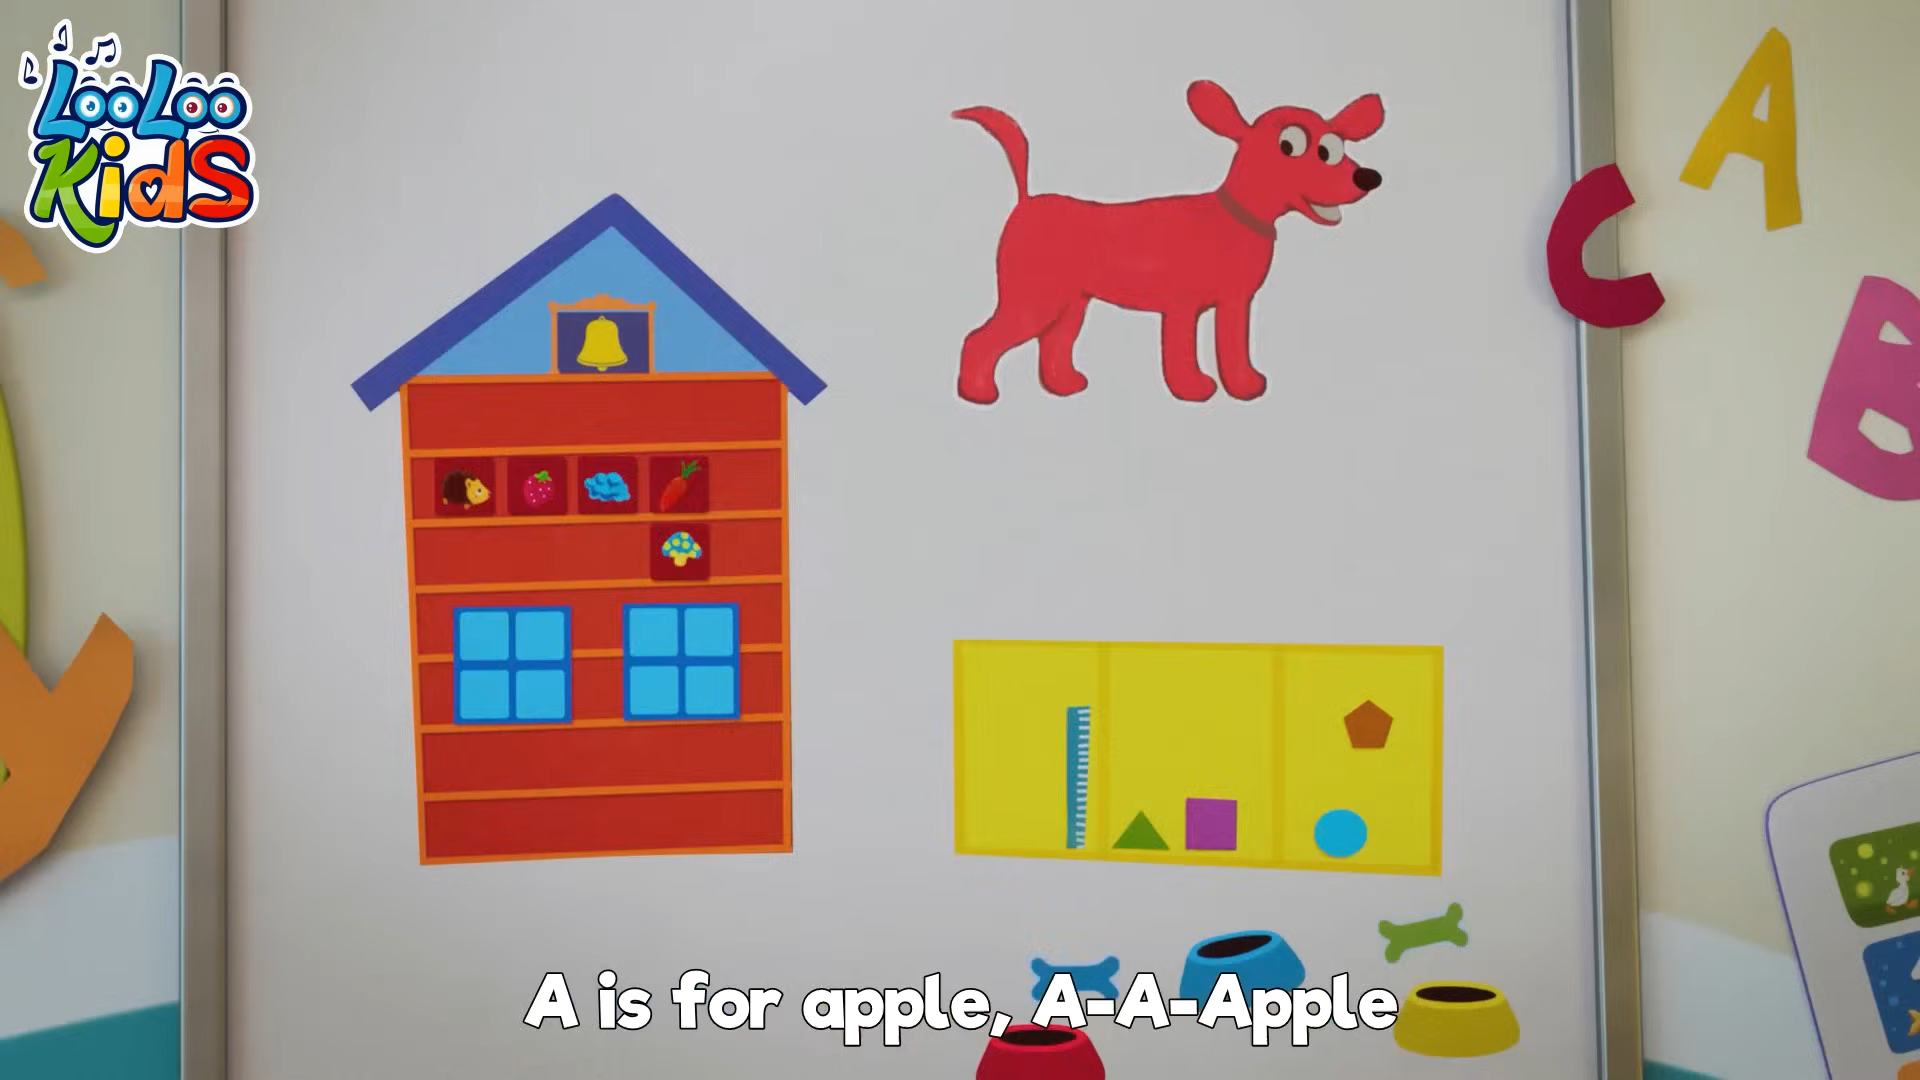 LooLoo
Kids
A
C
B
A is for apple, A-A-Apple